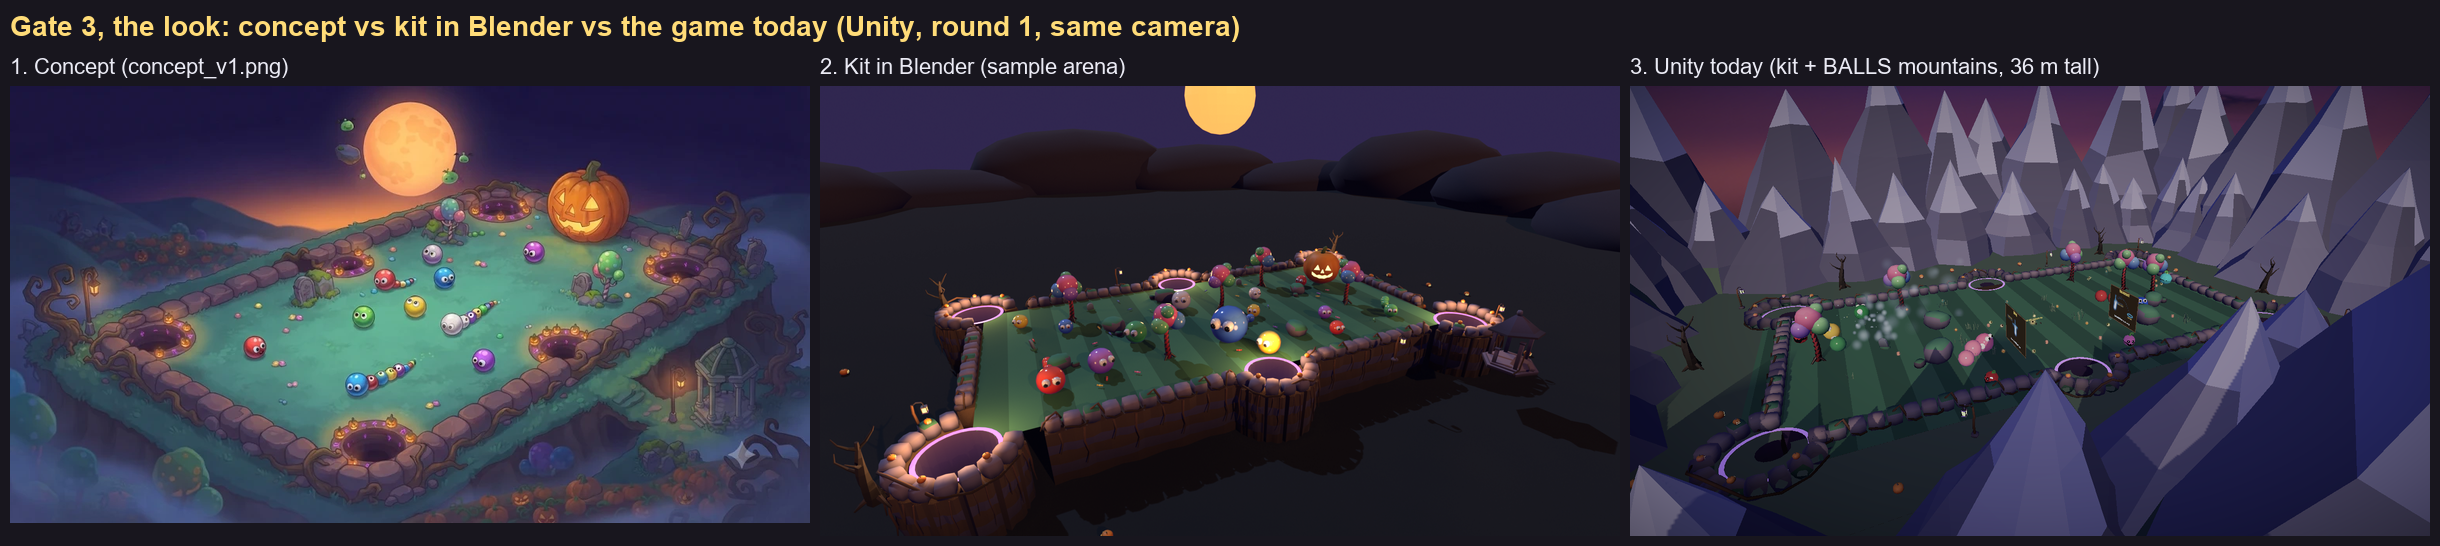 Gate 3, the look: concept vs kit in Blender vs the game today (Unity, round 1, same camera)
1. Concept (concept_v1.png)
2. Kit in Blender (sample arena)
3. Unity today (kit + BALLS mountains, 36 m tall)